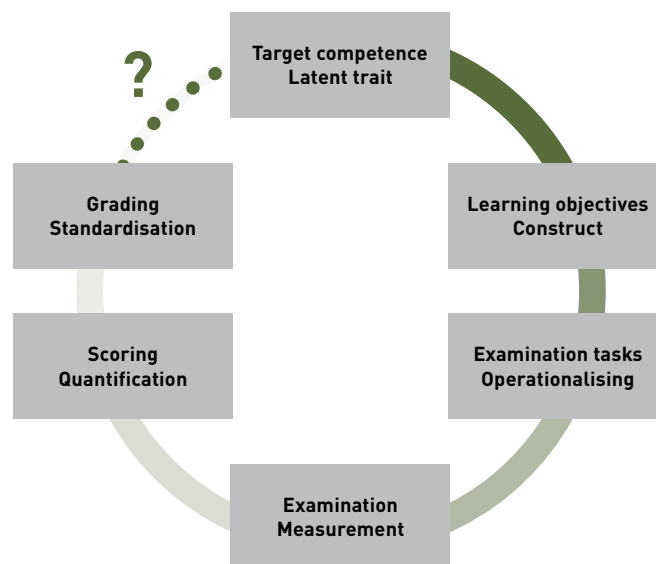 ?
Target competence
Latent trait
Learning objectives
Construct
Examination tasks
Operationalising
Examination
Measurement
Scoring
Quantification
Grading
Standardisation